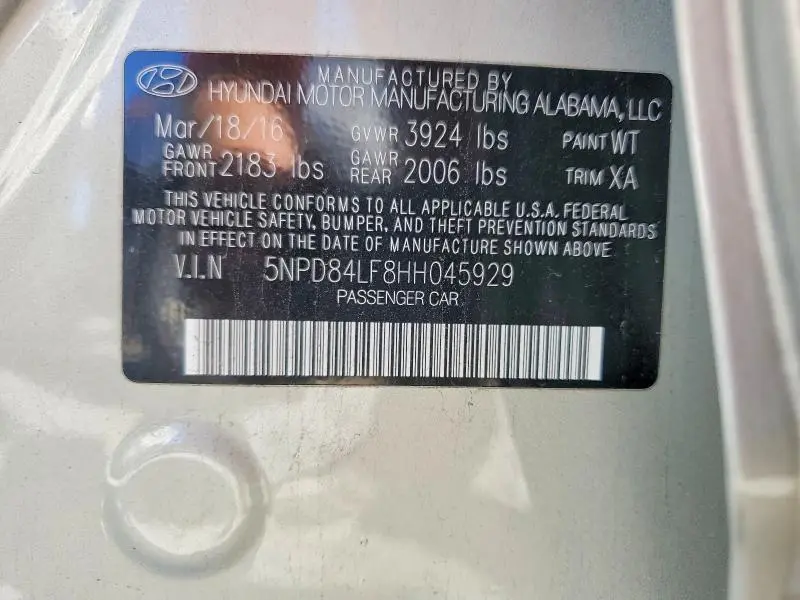 MANUFACTURED BY
HYUNDAI MOTOR MANUFACTURING ALABAMA, LLC
Mar/18/16 GVWR 3924 lbs PAINT WT
GAWR FRONT 2183 lbs GAWR REAR 2006 lbs TRIM XA
THIS VEHICLE CONFORMS TO ALL APPLICABLE U.S.A. FEDERAL
MOTOR VEHICLE SAFETY, BUMPER, AND THEFT PREVENTION STANDARDS
IN EFFECT ON THE DATE OF MANUFACTURE SHOWN ABOVE
V.I.N 5NPD84LF8HH045929
PASSENGER CAR